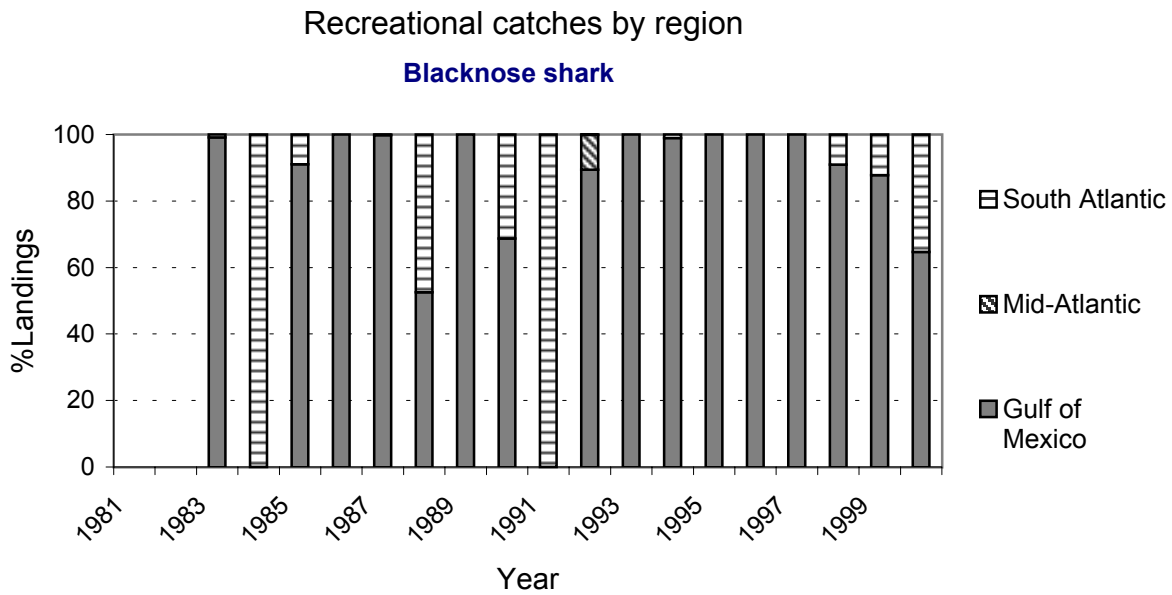 Recreational catches by region
Blacknose shark
100
80
60
40
20
0
%Landings
1981
1983
1985
1987
1989
1991
1993
1995
1997
1999
Year
South Atlantic
Mid-Atlantic
Gulf of
Mexico